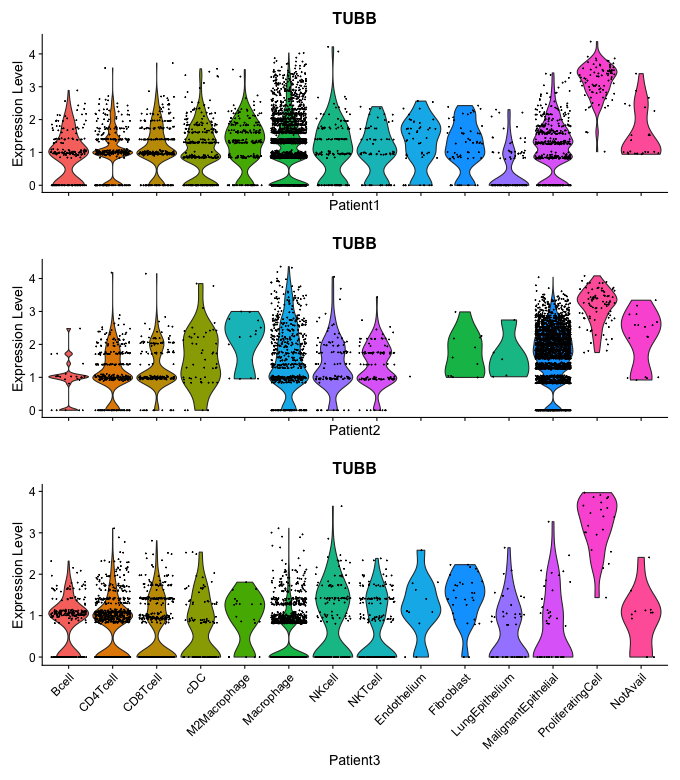 TUBB
Expression Level
4
3
2
1
0
Patient1
TUBB
Expression Level
4
3
2
1
0
Patient2
TUBB
Expression Level
4
3
2
1
0
Bcell
CD4Tcell
CD8Tcell
cDC
M2Macrophage
Macrophage
NKcell
NKTcell
Endothelium
Fibroblast
LungEpithelium
MalignantEpithelial
ProliferatingCell
NotAvail
Patient3